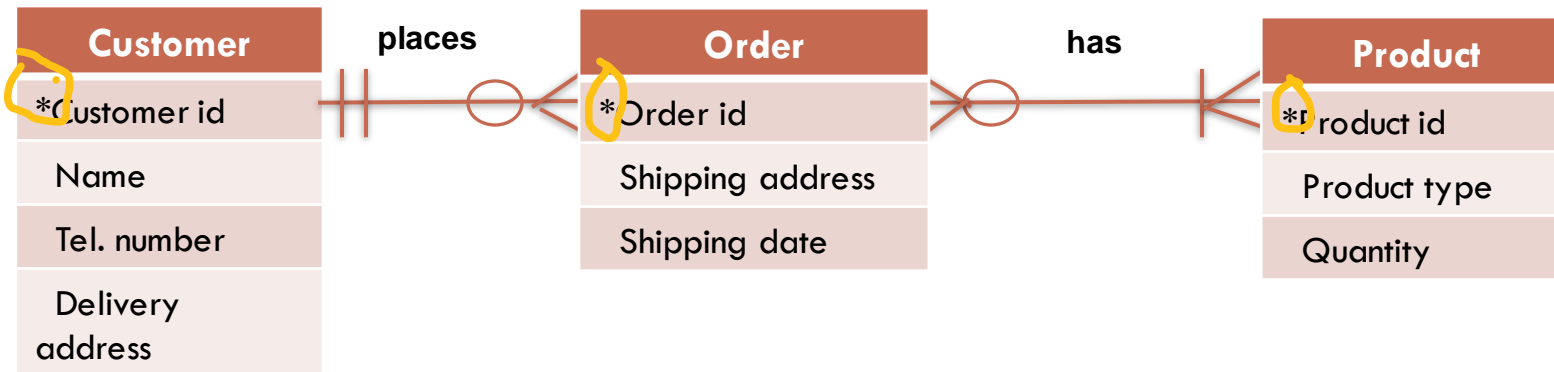 Customer
*Customer id
Name
Tel. number
Delivery
address
places
Order
*Order id
Shipping address
Shipping date
has
Product
*Product id
Product type
Quantity